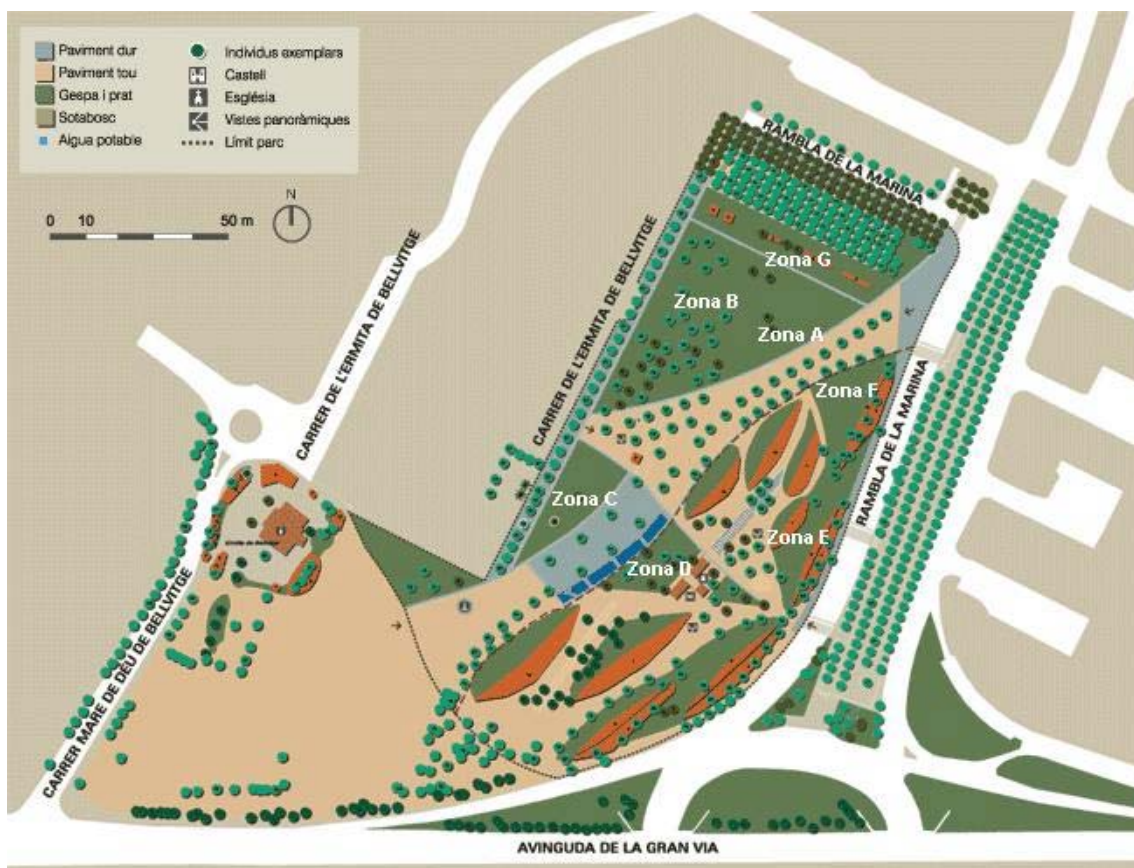 Paviment dur
Paviment tou
Gespa i prat
Sotabosc
Aigua potable
Individus exemplars
Castell
Església
Vistes panoràmiques
Límit parc
0 10 50 m
N
RAMBLA DE LA MARINA
CARRER DE L'ERMITA DE BELLVITGE
CARRER DE L'ERMITA DE BELLVITGE
Zona G
Zona B
Zona A
Zona F
RAMBLA DE LA MARINA
Zona C
Zona E
Zona D
CARRER MARE DE DÉU DE BELLVITGE
AVINGUDA DE LA GRAN VIA